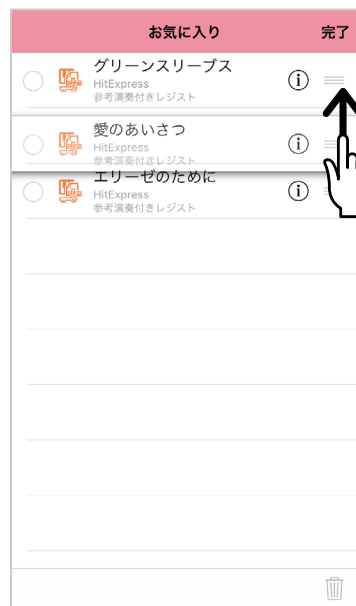 お気に入り
完了
グリーンスリーブス
HitExpress
参考演奏付きレジスト
愛のあいさつ
HitExpress
参考演奏付きレジスト
エリーゼのために
HitExpress
参考演奏付きレジスト